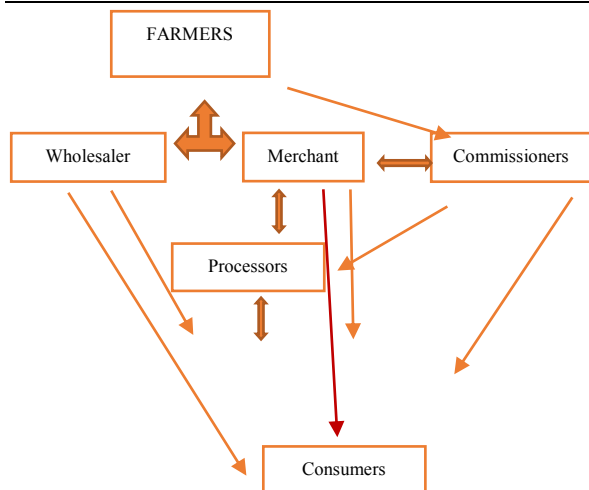 FARMERS
Wholesaler
Merchant
Commissioners
Processors
Consumers